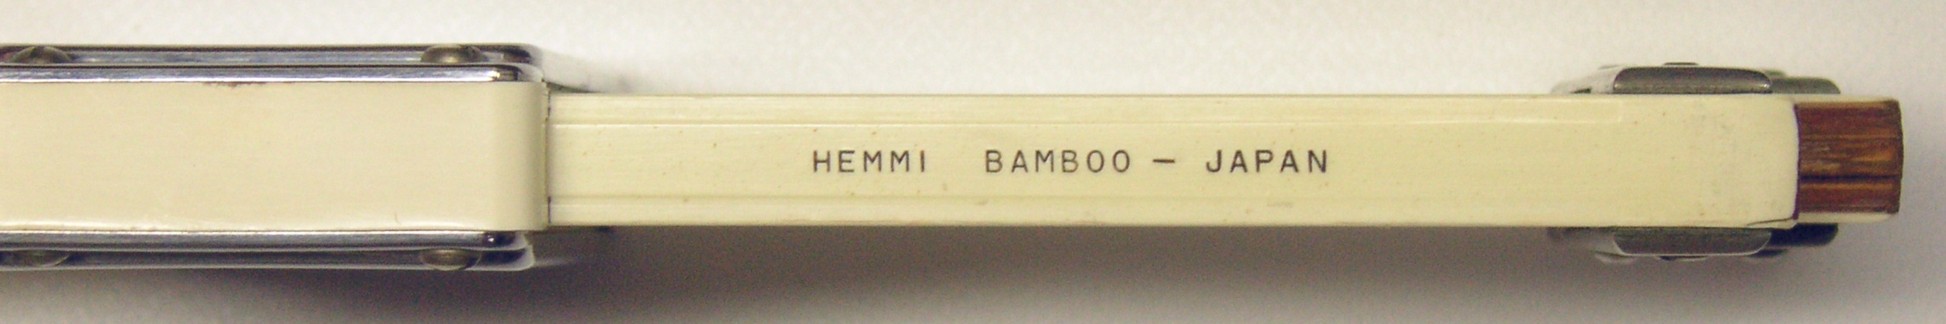 HEMMI BAMBOO — JAPAN